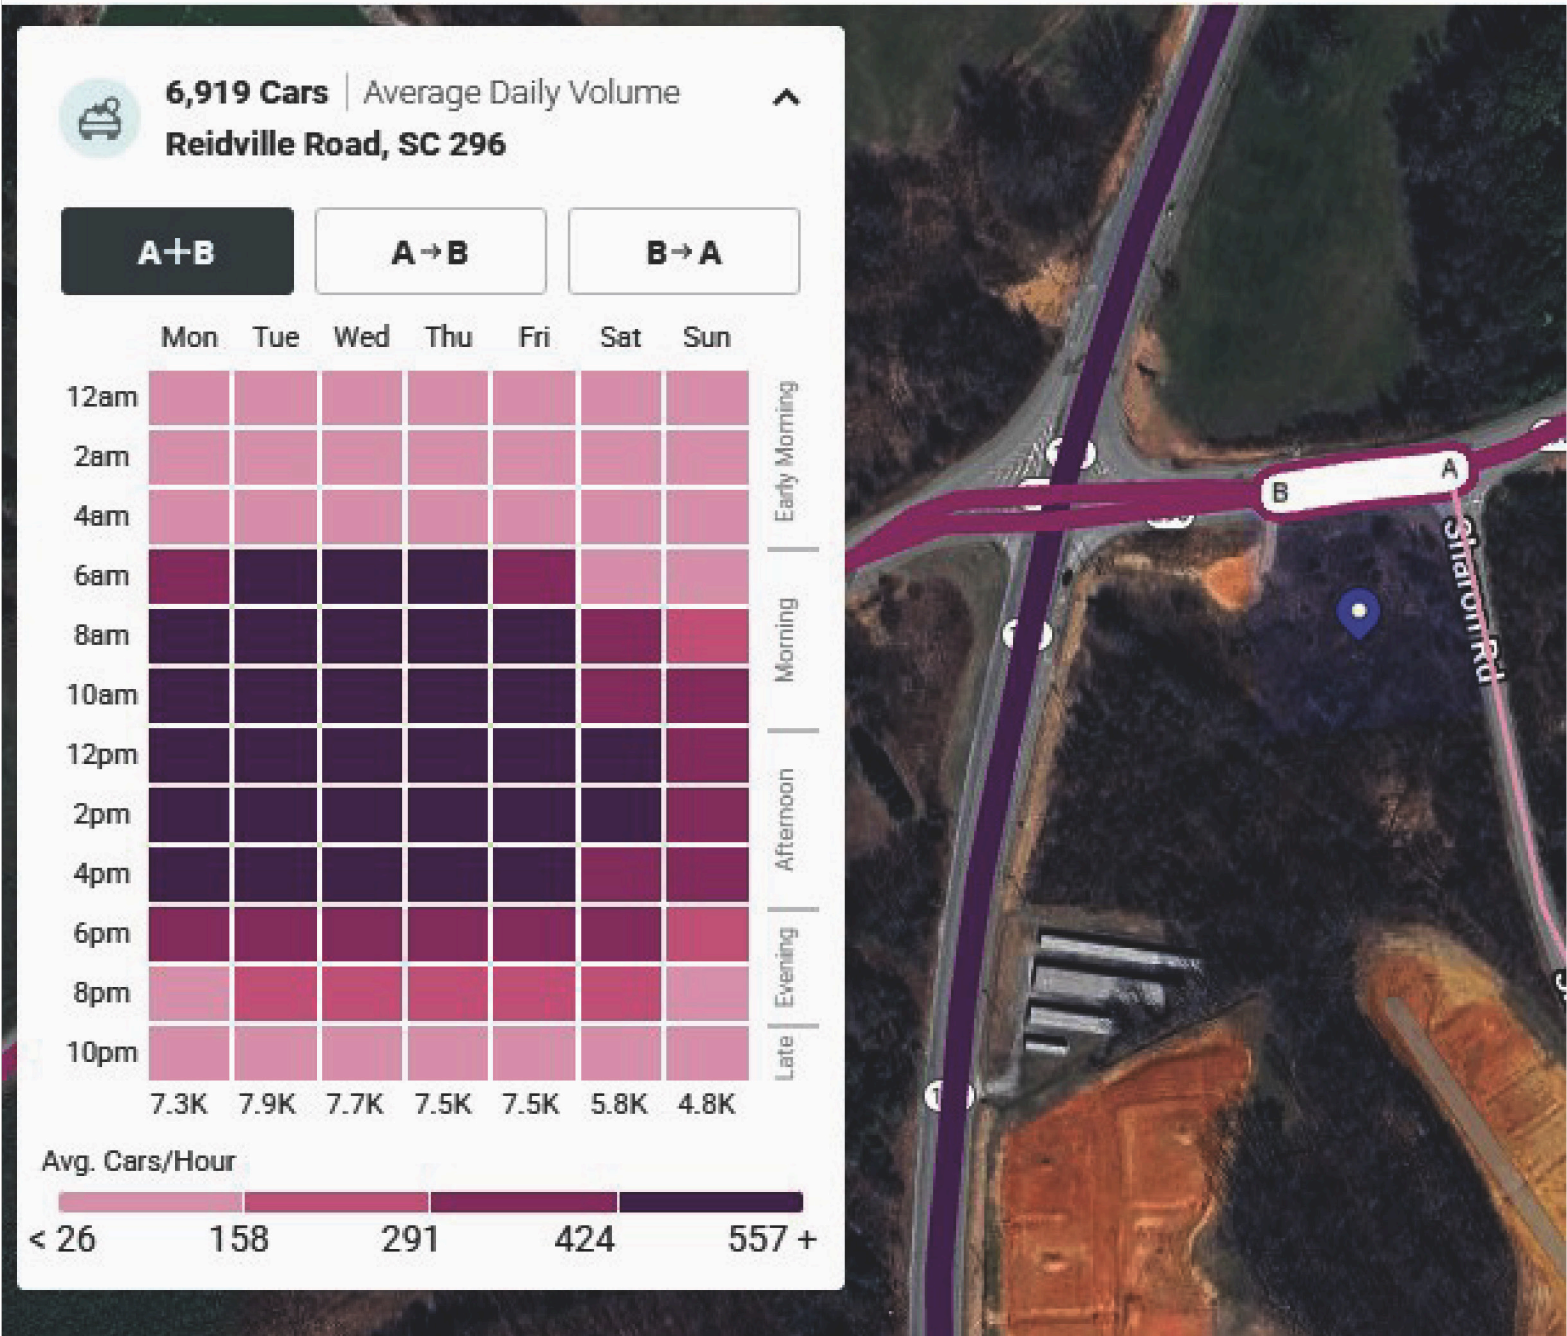 6,919 Cars | Average Daily Volume
Reidville Road, SC 296
A+B
A→B
B→A
Mon Tue Wed Thu Fri Sat Sun
12am
2am
4am
6am
8am
10am
12pm
2pm
4pm
6pm
8pm
10pm
Early Morning
Morning
Afternoon
Evening
Late
7.3K 7.9K 7.7K 7.5K 7.5K 5.8K 4.8K
Avg. Cars/Hour
< 26 158 291 424 557 +
A
B
Sharon Rd